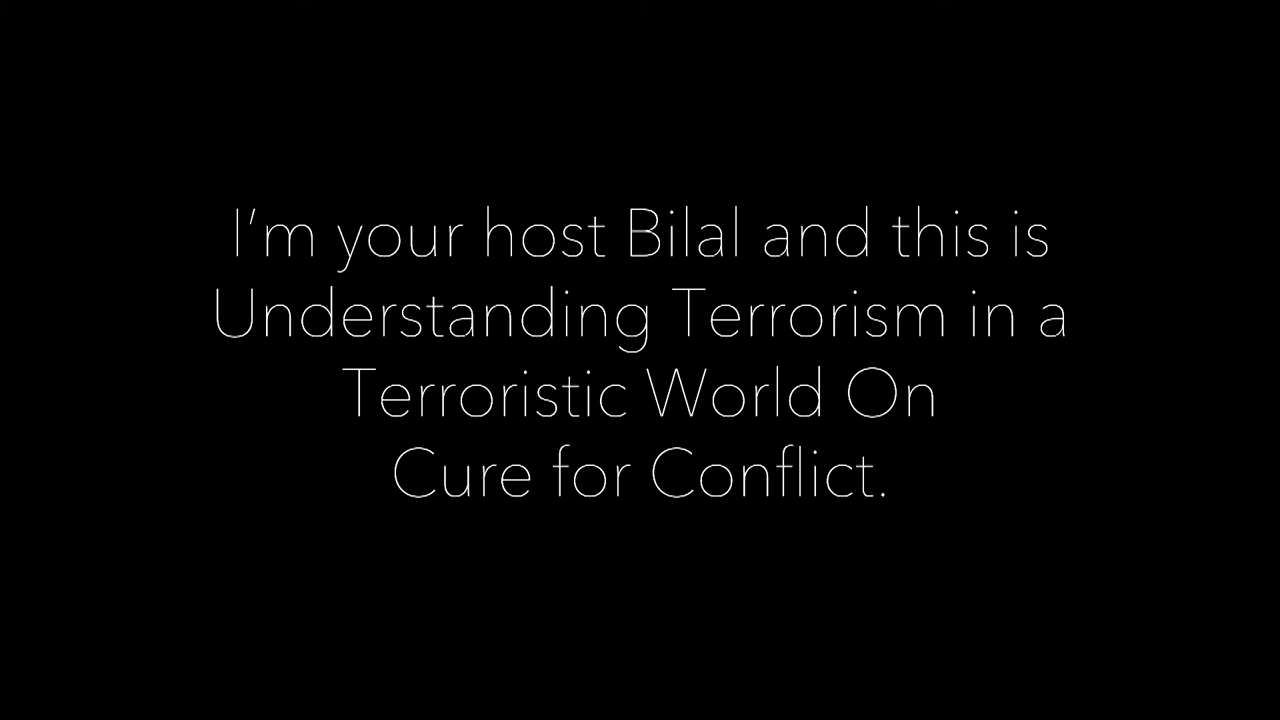 I’m your host Bilal and this is
Understanding Terrorism in a
Terroristic World On
Cure for Conflict.